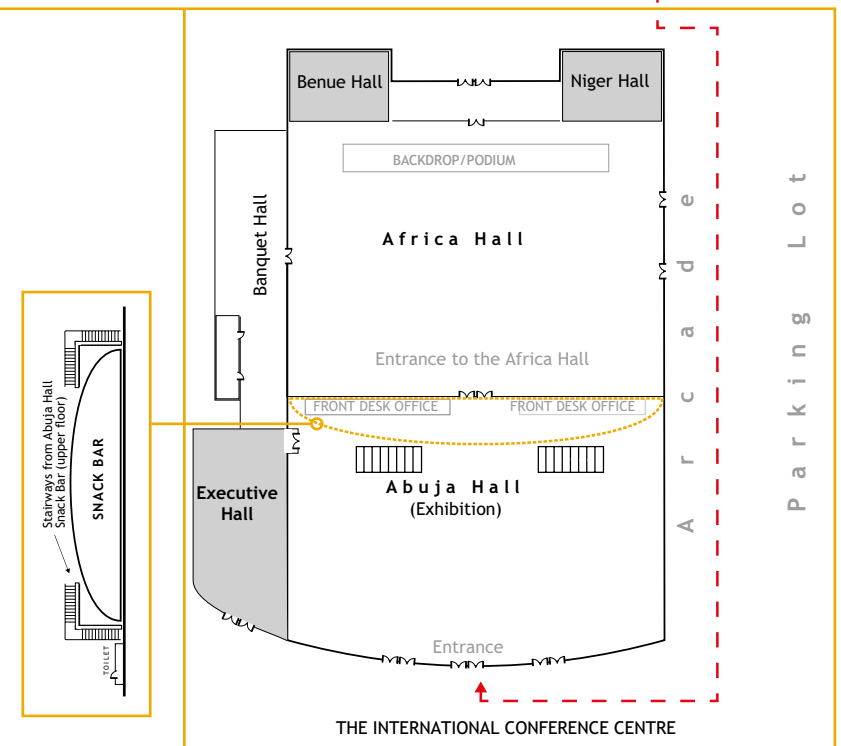 Benue Hall
Niger Hall
BACKDROP/PODIUM
Banquet Hall
Africa Hall
Arcade
Parking Lot
Entrance to the Africa Hall
FRONT DESK OFFICE
FRONT DESK OFFICE
Stairways from Abuja Hall
Snack Bar (upper floor)
SNACK BAR
TOILET
Executive
Hall
Abuja Hall
(Exhibition)
Entrance
THE INTERNATIONAL CONFERENCE CENTRE